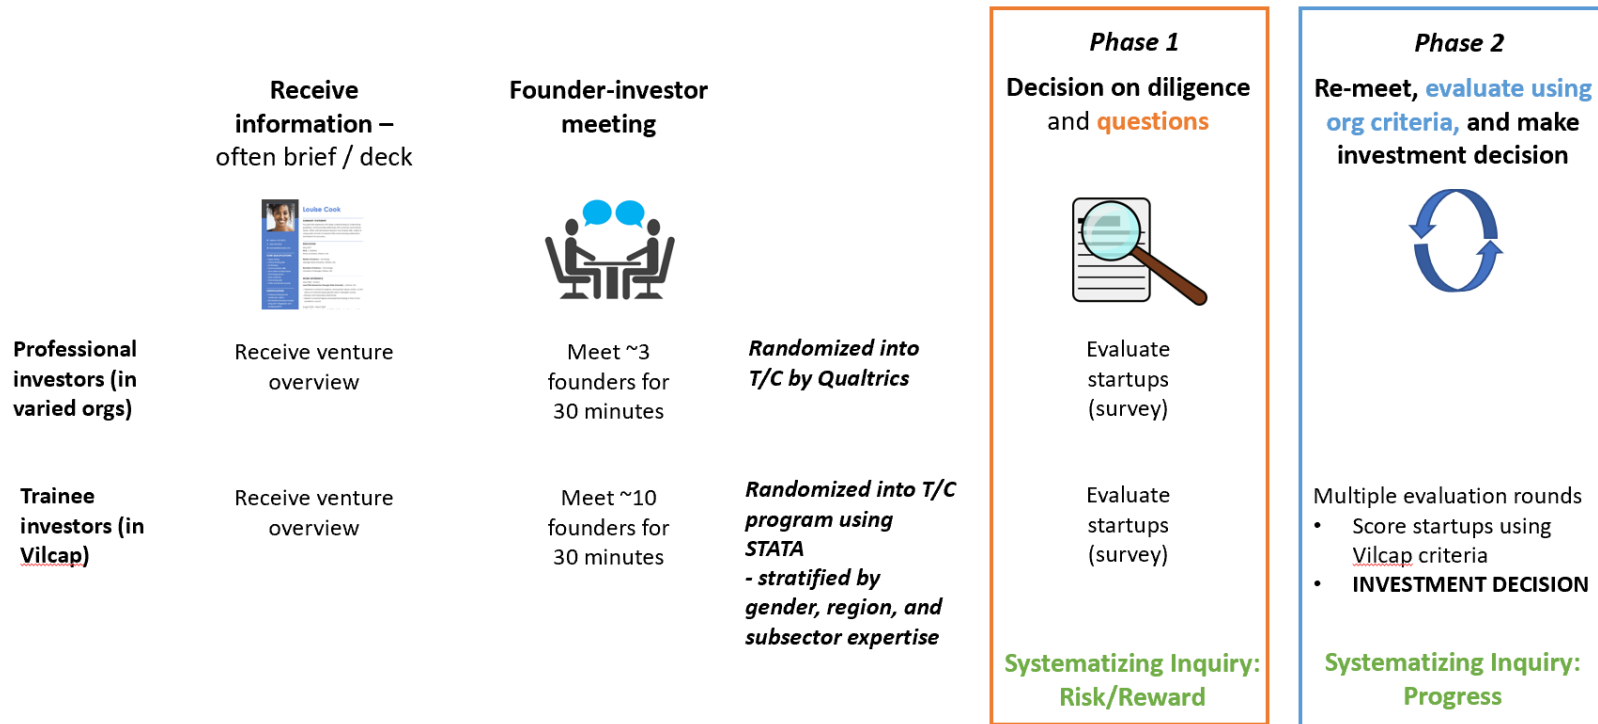 Phase 1
Phase 2
Receive
information –
often brief / deck
Founder-investor
meeting
Decision on diligence
and questions
Re-meet, evaluate using
org criteria, and make
investment decision
Louise Cook
Professional
investors (in
varied orgs)
Receive venture
overview
Meet ~3
founders for
30 minutes
Randomized into
T/C by Qualtrics
Evaluate
startups
(survey)
Trainee
investors (in
Vilcap)
Receive venture
overview
Meet ~10
founders for
30 minutes
Randomized into T/C
program using
STATA
- stratified by
gender, region, and
subsector expertise
Evaluate
startups
(survey)
Multiple evaluation rounds
• Score startups using
Vilcap criteria
• INVESTMENT DECISION
Systematizing Inquiry:
Risk/Reward
Systematizing Inquiry:
Progress